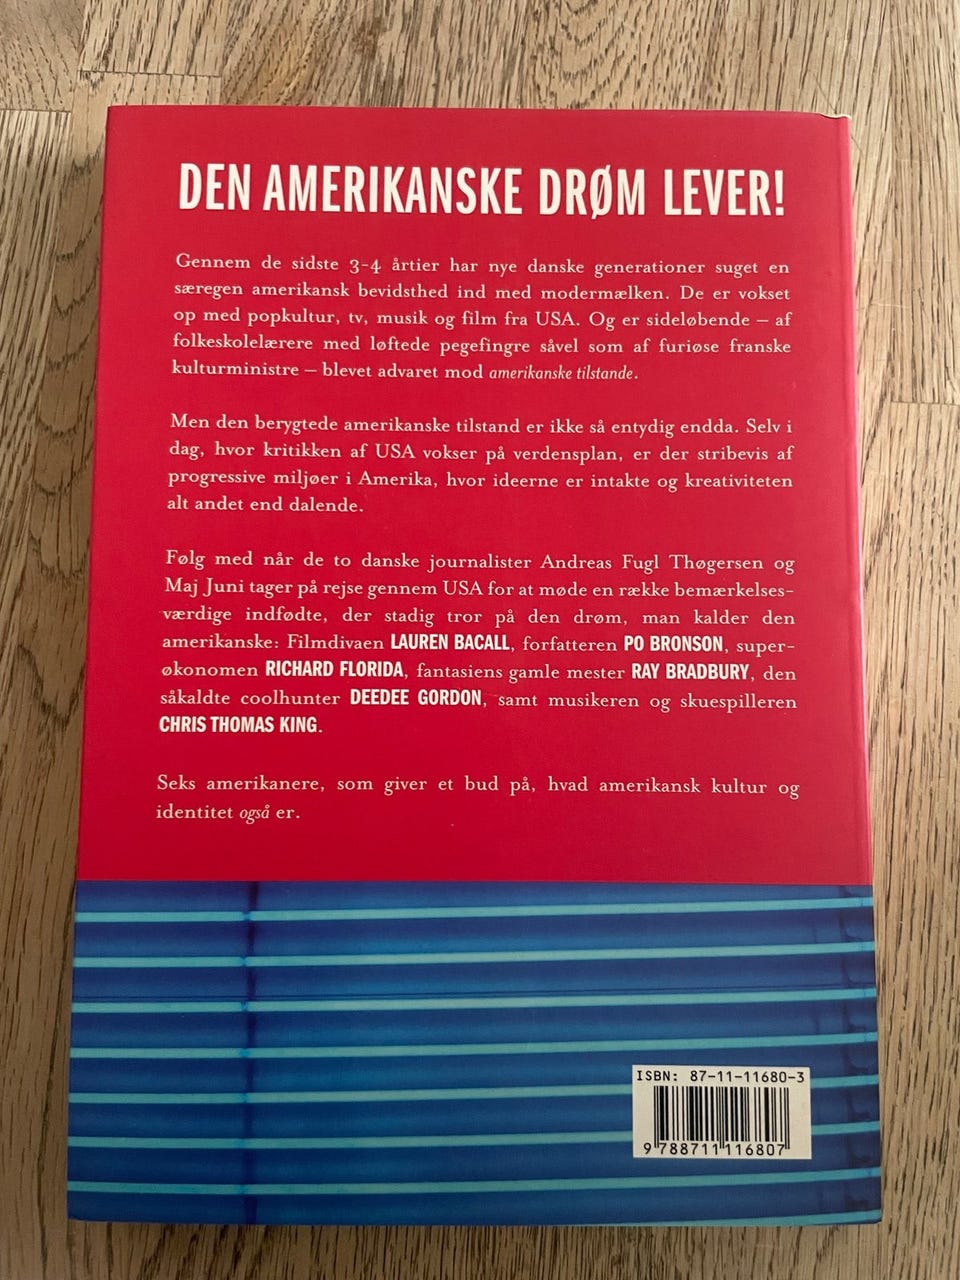 DEN AMERIKANSKE DRØM LEVER!
Gennem de sidste 3-4 årtier har nye danske generationer suget en
særegen amerikansk bevidsthed ind med modermælken. De er vokset
op med popkultur, tv, musik og film fra USA. Og er sideløbende – af
folkeskolelærere med løftede pegefingre såvel som af furiøse franske
kulturministre – blevet advaret mod amerikanske tilstande.
Men den berygtede amerikanske tilstand er ikke så entydig endda. Selv i
dag, hvor kritikken af USA vokser på verdensplan, er der stribevis af
progressive miljøer i Amerika, hvor ideerne er intakte og kreativiteten
alt andet end dalende.
Følg med når de to danske journalister Andreas Fugl Thøgersen og
Maj Juni tager på rejse gennem USA for at møde en række bemærkelses-
værdige indfødte, der stadig tror på den drøm, man kalder den
amerikanske: Filmdivaen LAUREN BACALL, forfatteren PO BRONSON, super-
økonomen RICHARD FLORIDA, fantasiens gamle mester RAY BRADBURY, den
såkaldte coolhunter DEEDEE GORDON, samt musikeren og skuespilleren
CHRIS THOMAS KING.
Seks amerikanere, som giver et bud på, hvad amerikansk kultur og
identitet også er.
ISBN: 87-11-11680-3
9 788711 116807